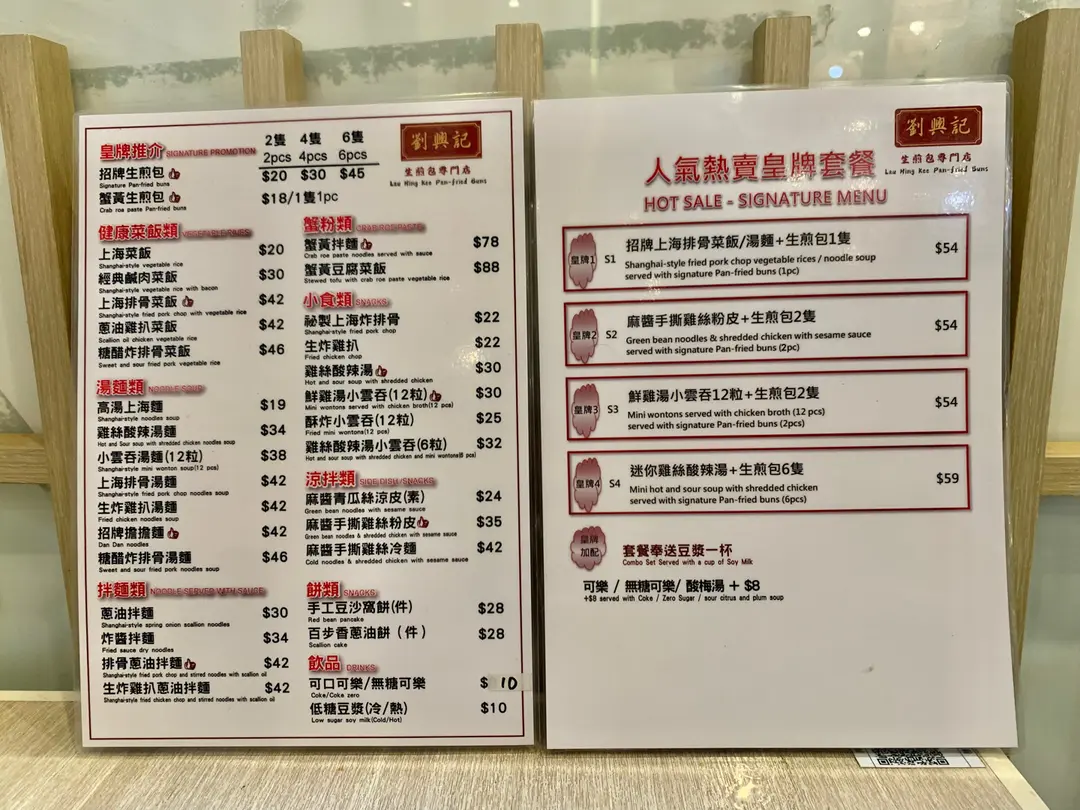 皇牌推介 SIGNATURE PROMOTION
2隻 4隻 6隻
2pcs 4pcs 6pcs
劉興記
生煎包專門店
Lau Hing Kee Pan-fried Buns
招牌生煎包 $20 $30 $45
Signature Pan-fried buns
蟹黃生煎包 $18/1隻1pc
Crab roe paste Pan-fried buns
健康菜飯類 VEGETABLE RICES
上海菜飯 $20
Shanghai-style vegetable rice
經典鹹肉菜飯 $30
Shanghai-style vegetable rice with bacon
上海排骨菜飯 $42
Shanghai-style fried pork chop with vegetable rice
蔥油雞扒菜飯 $42
Scallion oil chicken vegetable rice
糖醋炸排骨菜飯 $46
Sweet and sour fried pork vegetable rice
湯麵類 NOODLE SOUP
高湯上海麵 $19
Shanghai-style noodles soup
雞絲酸辣湯麵 $34
Hot and Sour soup with shredded chicken noodles soup
小雲吞湯麵(12粒) $38
Shanghai-style mini wonton soup(12 pcs)
上海排骨湯麵 $42
Shanghai-style fried pork chop noodles soup
生炸雞扒湯麵 $42
Fried chicken noodles soup
招牌擔擔麵 $42
Dan Dan noodles
糖醋炸排骨湯麵 $46
Sweet and sour fried pork noodles soup
拌麵類 NOODLE SERVED WITH SAUCE
蔥油拌麵 $30
Shanghai-style spring onion scallion noodles
炸醬拌麵 $34
Fried sauce dry noodles
排骨蔥油拌麵 $42
Shanghai-style fried pork chop and stirred noodles with scallion oil
生炸雞扒蔥油拌麵 $42
Shanghai-style fried chicken chop and stirred noodles with scallion oil
蟹粉類 CRAB ROE PASTE
蟹黃拌麵 $78
Crab roe paste noodles served with sauce
蟹黃豆腐菜飯 $88
Stewed tofu with crab roe paste vegetable rice
小食類 SNACKS
祕製上海炸排骨 $22
Shanghai-style fried pork chop
生炸雞扒 $22
Fried chicken chop
雞絲酸辣湯 $30
Hot and sour soup with shredded chicken
鮮雞湯小雲吞(12粒) $30
Mini wontons served with chicken broth(12 pcs)
酥炸小雲吞(12粒) $25
Fried mini wontons(12 pcs)
雞絲酸辣湯小雲吞(6粒) $32
Hot and sour soup with shredded chicken and mini wontons(6 pcs)
涼拌類 SIDE DISH /SNACKS
麻醬青瓜絲涼皮(素) $24
Green bean noodles with sesame sauce
麻醬手撕雞絲粉皮 $35
Green bean noodles & shredded chicken with sesame sauce
麻醬手撕雞絲冷麵 $42
Cold noodles & shredded chicken with sesame sauce
餅類 SNACKS
手工豆沙窩餅(件) $28
Red bean pancake
百步香蔥油餅（件） $28
Scallion cake
飲品 DRINKS
可口可樂/無糖可樂 $ 10
Coke/Coke zero
低糖豆漿(冷/熱) $10
Low sugar soy milk(Cold/Hot)
劉興記
生煎包專門店
Lau Hing Kee Pan-fried Buns
人氣熱賣皇牌套餐
HOT SALE - SIGNATURE MENU
皇牌1 S1 招牌上海排骨菜飯/湯麵+生煎包1隻 $54
Shanghai-style fried pork chop vegetable rices / noodle soup
served with signature Pan-fried buns (1pc)
皇牌2 S2 麻醬手撕雞絲粉皮+生煎包2隻 $54
Green bean noodles & shredded chicken with sesame sauce
served with signature Pan-fried buns (2pc)
皇牌3 S3 鮮雞湯小雲吞12粒+生煎包2隻 $54
Mini wontons served with chicken broth (12 pcs)
served with signature Pan-fried buns (2pcs)
皇牌4 S4 迷你雞絲酸辣湯+生煎包6隻 $59
Mini hot and sour soup with shredded chicken
served with signature Pan-fried buns (6pcs)
皇牌
加配
套餐奉送豆漿一杯
Combo Set Served with a cup of Soy Milk
可樂 / 無糖可樂/ 酸梅湯 + $8
+$8 served with Coke / Zero Sugar / sour citrus and plum soup